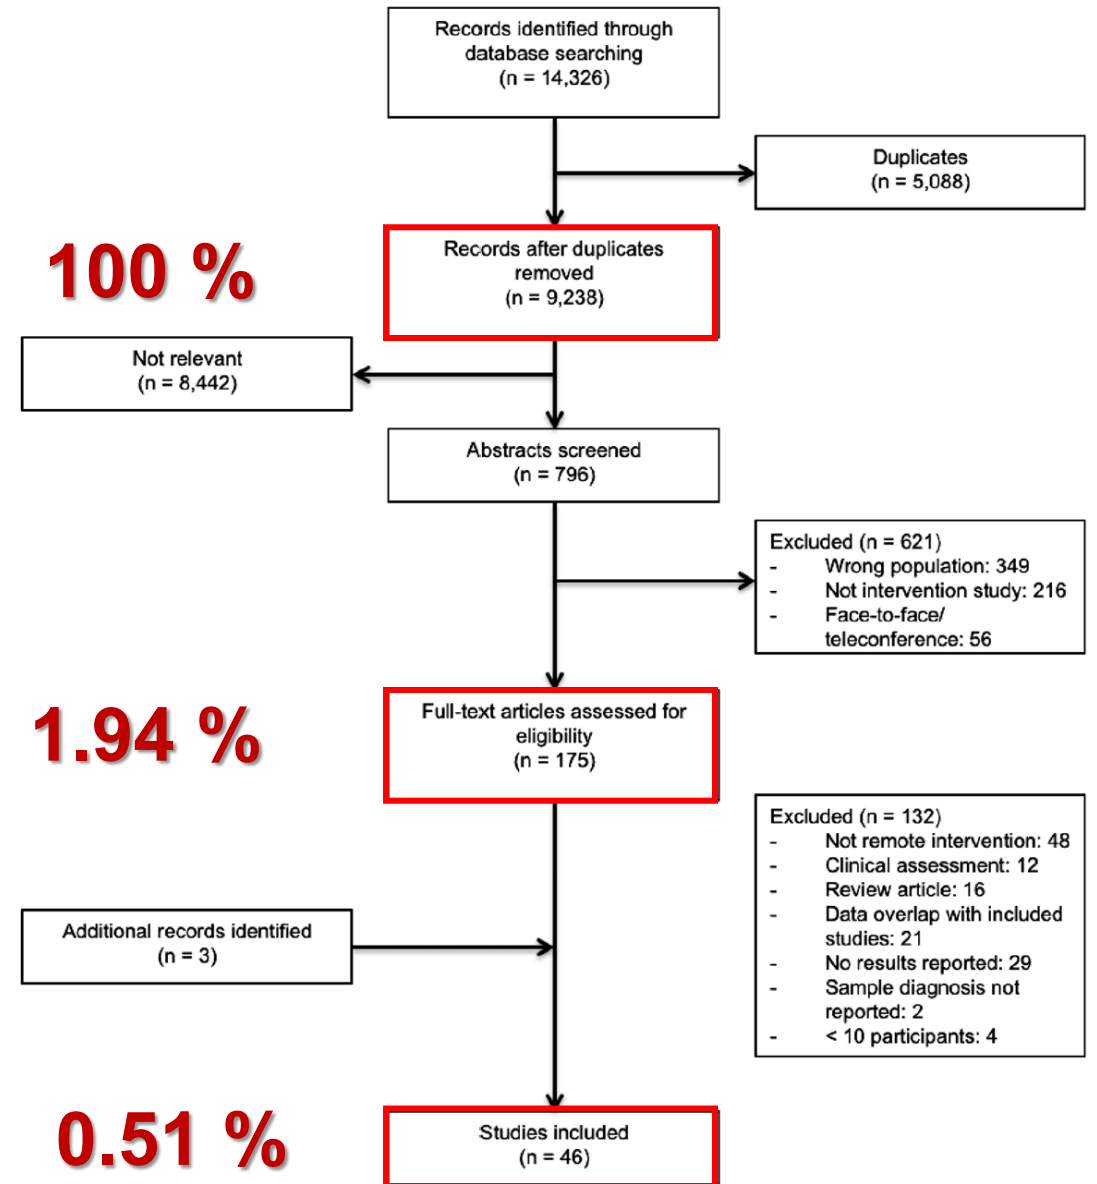 Records identified through
database searching
(n = 14,326)
Duplicates
(n = 5,088)
100 %
Records after duplicates
removed
(n = 9,238)
Not relevant
(n = 8,442)
Abstracts screened
(n = 796)
Excluded (n = 621)
- Wrong population: 349
- Not intervention study: 216
- Face-to-face/
teleconference: 56
1.94 %
Full-text articles assessed for
eligibility
(n = 175)
Excluded (n = 132)
- Not remote intervention: 48
- Clinical assessment: 12
- Review article: 16
- Data overlap with included
studies: 21
- No results reported: 29
- Sample diagnosis not
reported: 2
- < 10 participants: 4
Additional records identified
(n = 3)
0.51 %
Studies included
(n = 46)